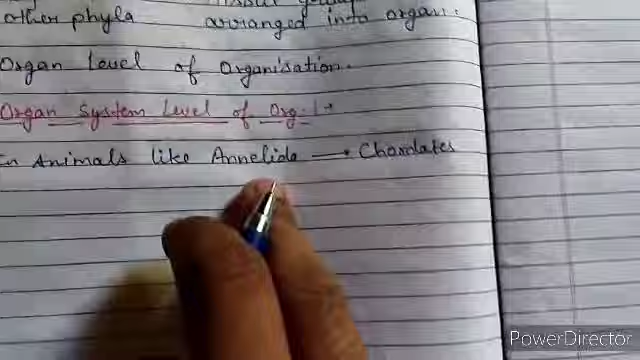 other phyla arranged into organ.
Organ Level of Organisation.
Organ System Level of Org.
In Animals like Annelida → Chordates
PowerDirector